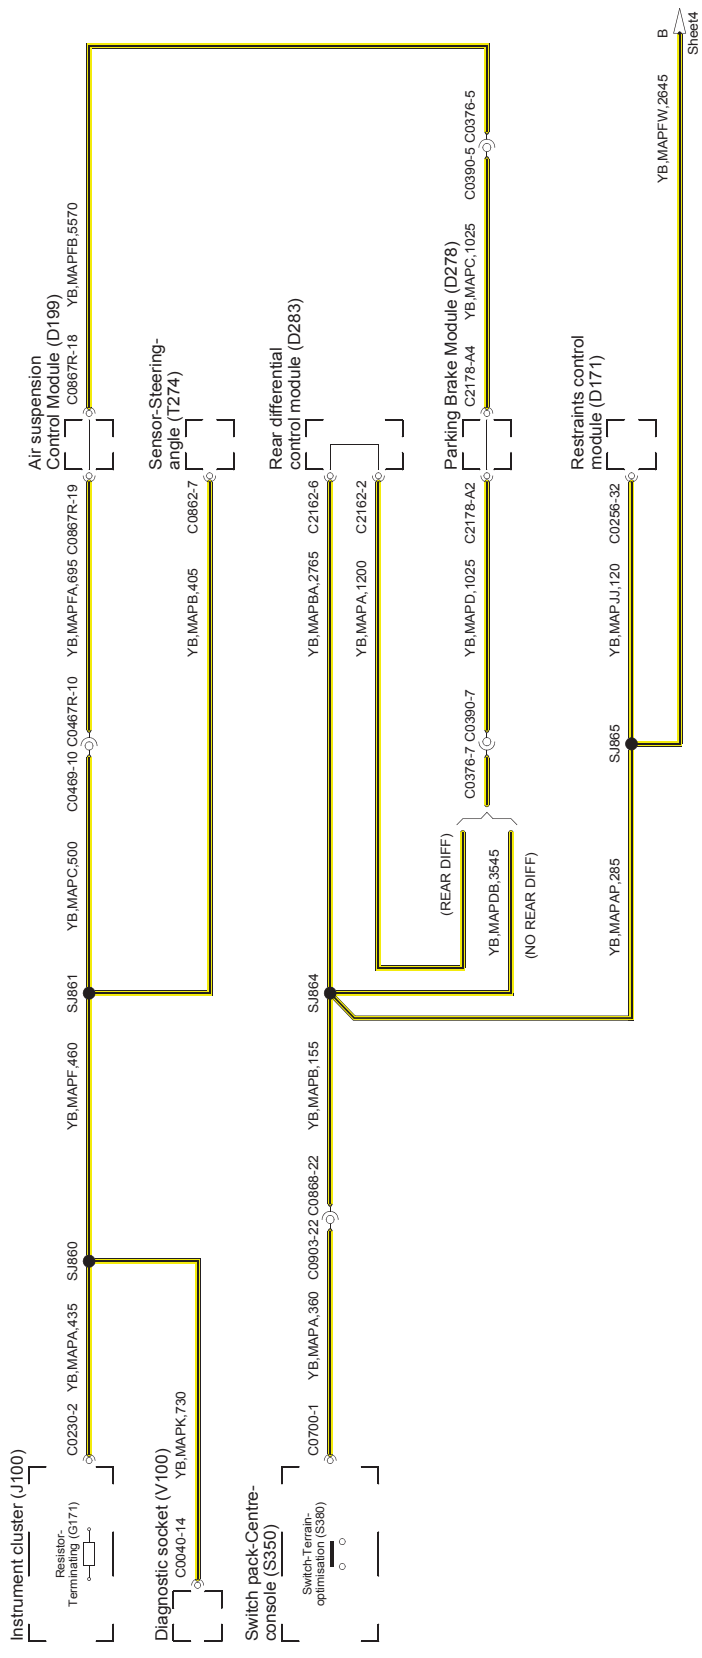 Instrument cluster (J100)
Resistor-
Terminating (G171)
C0230-2
YB,MAPA,435
SJ860
YB,MAPF,460
SJ861
YB,MAPC,500
C0469-10
C0467R-10
YB,MAPFA,695
C0867R-19
Air suspension
Control Module (D199)
C0867R-18
YB,MAPFB,5570
Diagnostic socket (V100)
C0040-14
YB,MAPK,730
YB,MAPB,405
C0862-7
Sensor-Steering-
angle (T274)
Switch pack-Centre-
console (S350)
Switch-Terrain-
optimisation (S380)
C0700-1
YB,MAPA,360
C0903-22
C0868-22
YB,MAPB,155
SJ864
YB,MAPBA,2765
C2162-6
Rear differential
control module (D283)
YB,MAPA,1200
C2162-2
(REAR DIFF)
YB,MAPDB,3545
(NO REAR DIFF)
C0376-7
C0390-7
YB,MAPD,1025
C2178-A2
Parking Brake Module (D278)
C2178-A4
YB,MAPC,1025
C0390-5
C0376-5
YB,MAPAP,285
SJ865
YB,MAPJJ,120
C0256-32
Restraints control
module (D171)
YB,MAPFW,2645
B
Sheet4